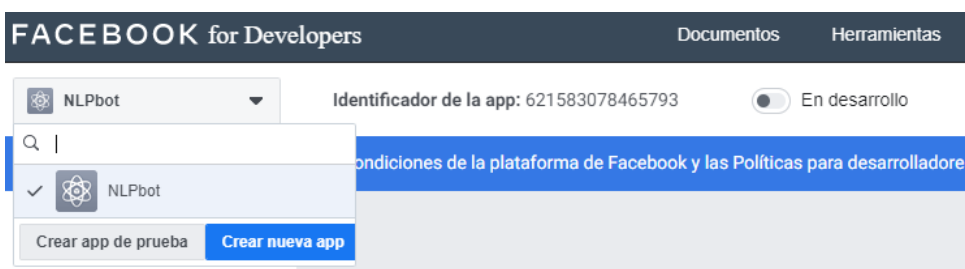 FACEBOOK for Developers Documentos Herramientas
NLPbot Identificador de la app: 621583078465793 En desarrollo
ondiciones de la plataforma de Facebook y las Políticas para desarrolladore
NLPbot
Crear app de prueba Crear nueva app